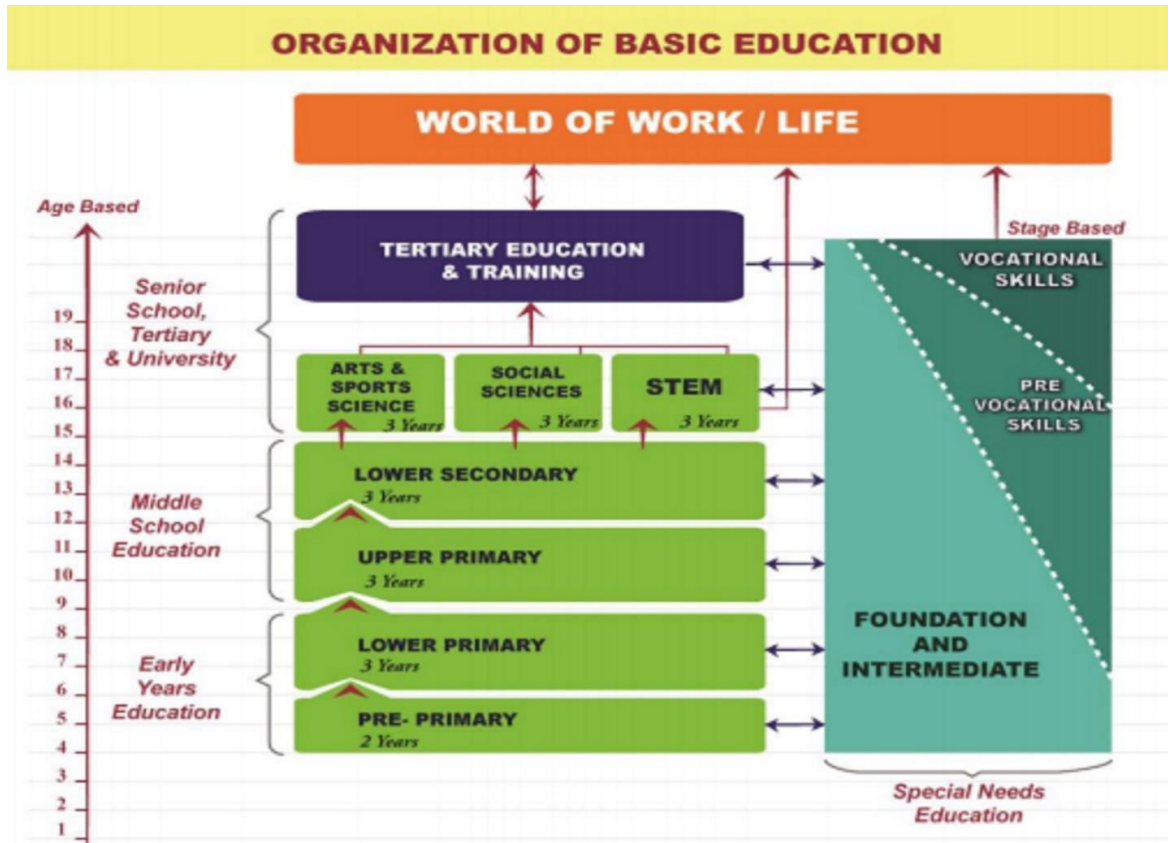 ORGANIZATION OF BASIC EDUCATION
WORLD OF WORK / LIFE
Age Based
Senior
School,
Tertiary
& University
TERTIARY EDUCATION
& TRAINING
Stage Based
VOCATIONAL
SKILLS
PRE
VOCATIONAL
SKILLS
ARTS &
SPORTS
SCIENCE
3 Years
SOCIAL
SCIENCES
3 Years
STEM
3 Years
Middle
School
Education
LOWER SECONDARY
3 Years
UPPER PRIMARY
3 Years
Early
Years
Education
LOWER PRIMARY
3 Years
PRE- PRIMARY
2 Years
FOUNDATION
AND
INTERMEDIATE
Special Needs
Education
19
18
17
16
15
14
13
12
11
10
9
8
7
6
5
4
3
2
1